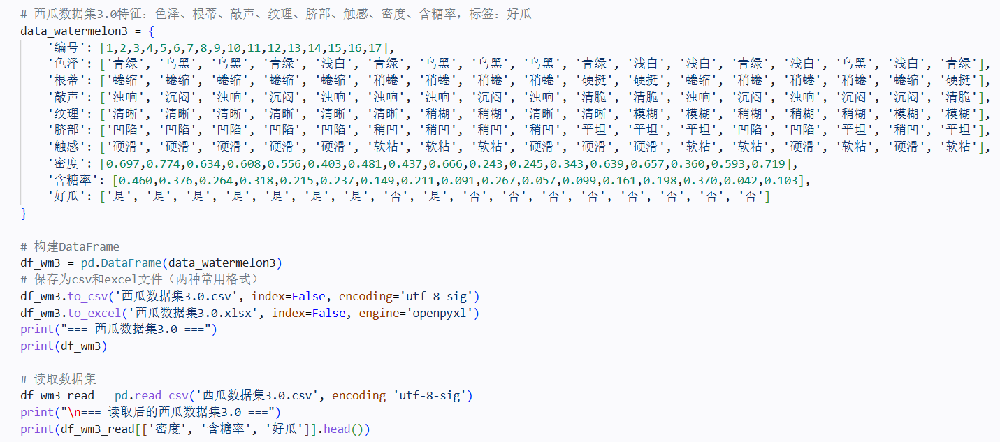 # 西瓜数据集3.0特征：色泽、根蒂、敲声、纹理、脐部、触感、密度、含糖率，标签：好瓜
data_watermelon3 = {
    '编号': [1,2,3,4,5,6,7,8,9,10,11,12,13,14,15,16,17],
    '色泽': ['青绿', '乌黑', '乌黑', '青绿', '浅白', '青绿', '乌黑', '乌黑', '乌黑', '青绿', '浅白', '浅白', '青绿', '浅白', '乌黑', '浅白', '青绿'],
    '根蒂': ['蜷缩', '蜷缩', '蜷缩', '蜷缩', '蜷缩', '稍蜷', '稍蜷', '稍蜷', '稍蜷', '硬挺', '硬挺', '蜷缩', '稍蜷', '稍蜷', '稍蜷', '蜷缩', '硬挺'],
    '敲声': ['浊响', '沉闷', '浊响', '沉闷', '浊响', '浊响', '浊响', '沉闷', '浊响', '清脆', '清脆', '浊响', '沉闷', '浊响', '沉闷', '沉闷', '清脆'],
    '纹理': ['清晰', '清晰', '清晰', '清晰', '清晰', '清晰', '稍糊', '稍糊', '清晰', '清晰', '模糊', '模糊', '稍糊', '稍糊', '稍糊', '模糊', '模糊'],
    '脐部': ['凹陷', '凹陷', '凹陷', '凹陷', '凹陷', '稍凹', '稍凹', '稍凹', '稍凹', '平坦', '平坦', '平坦', '凹陷', '凹陷', '平坦', '稍凹', '平坦'],
    '触感': ['硬滑', '硬滑', '硬滑', '硬滑', '硬滑', '软粘', '软粘', '软粘', '硬滑', '硬滑', '硬滑', '软粘', '软粘', '硬滑', '软粘', '硬滑', '软粘'],
    '密度': [0.697,0.774,0.634,0.608,0.556,0.403,0.481,0.437,0.666,0.243,0.245,0.343,0.639,0.657,0.360,0.593,0.719],
    '含糖率': [0.460,0.376,0.264,0.318,0.215,0.237,0.149,0.211,0.091,0.267,0.057,0.099,0.161,0.198,0.370,0.042,0.103],
    '好瓜': ['是', '是', '是', '是', '是', '是', '是', '否', '是', '否', '否', '否', '否', '否', '否', '否', '否']
}
# 构建DataFrame
df_wm3 = pd.DataFrame(data_watermelon3)
# 保存为csv和excel文件（两种常用格式）
df_wm3.to_csv('西瓜数据集3.0.csv', index=False, encoding='utf-8-sig')
df_wm3.to_excel('西瓜数据集3.0.xlsx', index=False, engine='openpyxl')
print("=== 西瓜数据集3.0 ===")
print(df_wm3)
# 读取数据集
df_wm3_read = pd.read_csv('西瓜数据集3.0.csv', encoding='utf-8-sig')
print("\n=== 读取后的西瓜数据集3.0 ===")
print(df_wm3_read[['密度', '含糖率', '好瓜']].head())